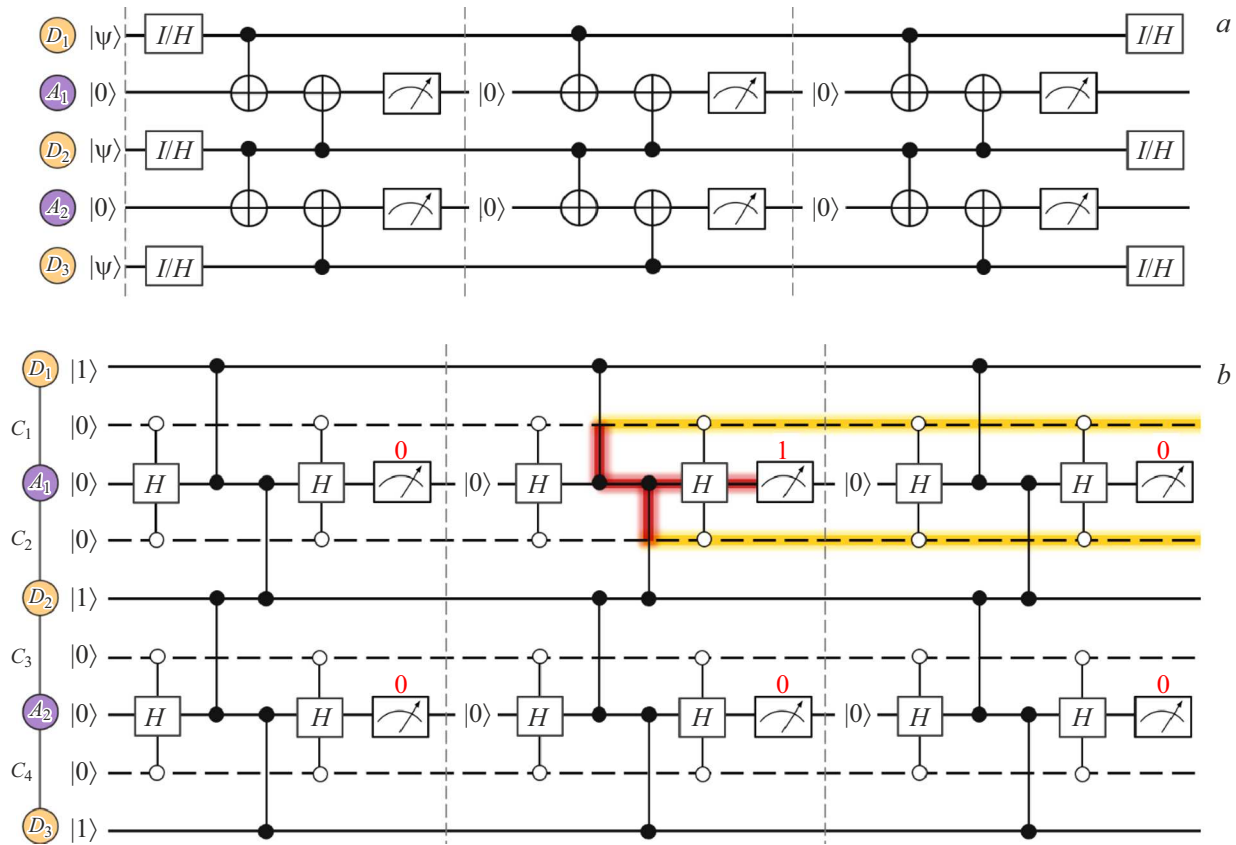 D₁ |ψ⟩ I/H I/H a
A₁ |0⟩ |0⟩ |0⟩
D₂ |ψ⟩ I/H I/H
A₂ |0⟩ |0⟩ |0⟩
D₃ |ψ⟩ I/H I/H
D₁ |1⟩ b
C₁ |0⟩
0 1 0
A₁ |0⟩ H H |0⟩ H H |0⟩ H H
C₂ |0⟩
D₂ |1⟩
C₃ |0⟩
0 0 0
A₂ |0⟩ H H |0⟩ H H |0⟩ H H
C₄ |0⟩
D₃ |1⟩